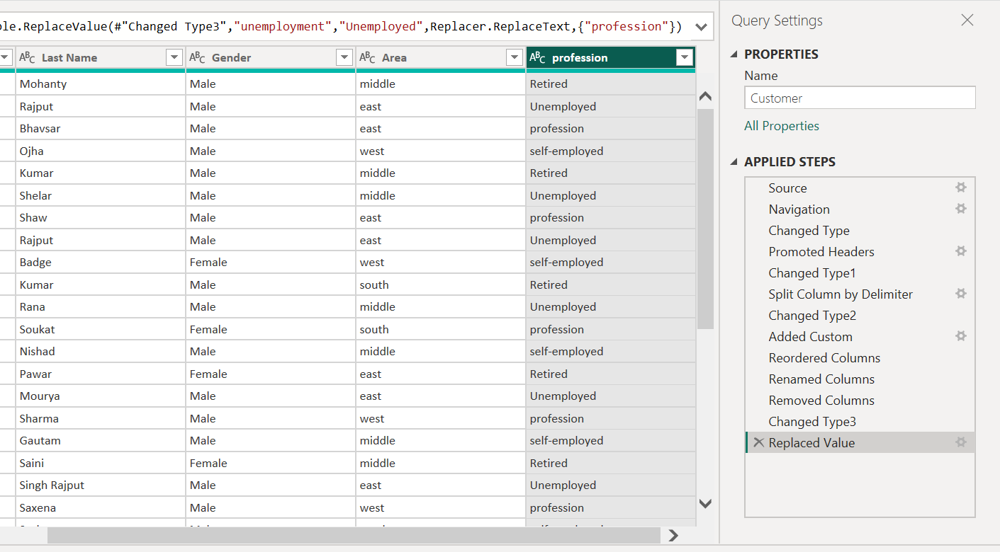 ole.ReplaceValue(#"Changed Type3","unemployment","Unemployed",Replacer.ReplaceText,{"profession"})
ABC Last Name ABC Gender ABC Area ABC profession
Mohanty Male middle Retired
Rajput Male east Unemployed
Bhavsar Male east profession
Ojha Male west self-employed
Kumar Male middle Retired
Shelar Male middle Unemployed
Shaw Male east profession
Rajput Male east Unemployed
Badge Female west self-employed
Kumar Male south Retired
Rana Male middle Unemployed
Soukat Female south profession
Nishad Male middle self-employed
Pawar Female east Retired
Mourya Male east Unemployed
Sharma Male west profession
Gautam Male middle self-employed
Saini Female middle Retired
Singh Rajput Male east Unemployed
Saxena Male west profession
Query Settings
PROPERTIES
Name
Customer
All Properties
APPLIED STEPS
Source
Navigation
Changed Type
Promoted Headers
Changed Type1
Split Column by Delimiter
Changed Type2
Added Custom
Reordered Columns
Renamed Columns
Removed Columns
Changed Type3
Replaced Value